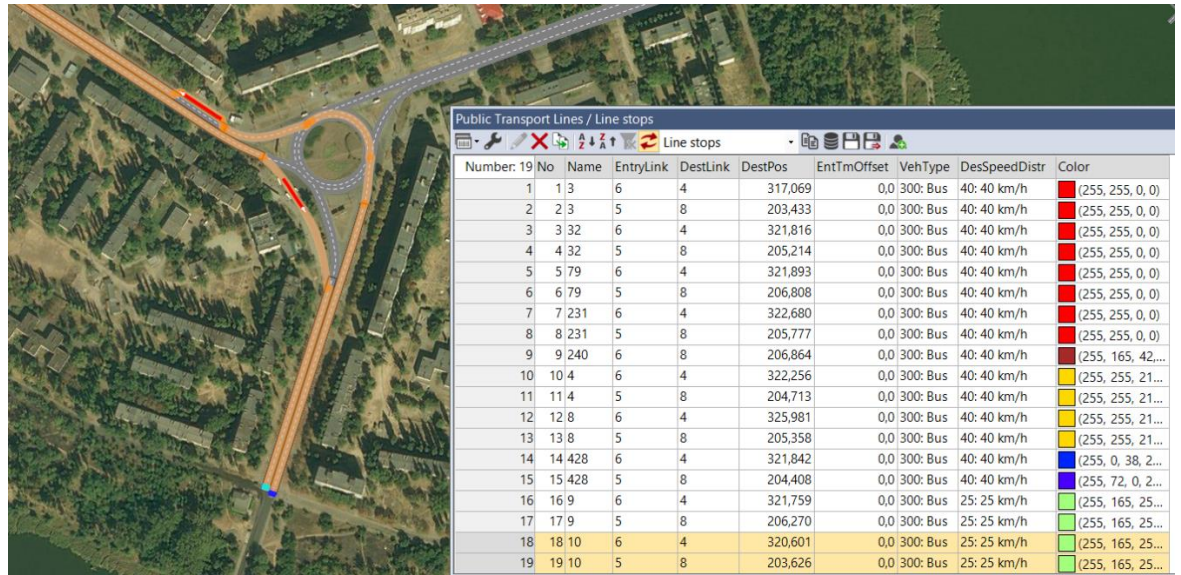 Public Transport Lines / Line stops
Line stops
Number: 19 No Name EntryLink DestLink DestPos EntTmOffset VehType DesSpeedDistr Color
1 1 3 6 4 317,069 0,0 300: Bus 40: 40 km/h (255, 255, 0, 0)
2 2 3 5 8 203,433 0,0 300: Bus 40: 40 km/h (255, 255, 0, 0)
3 3 32 6 4 321,816 0,0 300: Bus 40: 40 km/h (255, 255, 0, 0)
4 4 32 5 8 205,214 0,0 300: Bus 40: 40 km/h (255, 255, 0, 0)
5 5 79 6 4 321,893 0,0 300: Bus 40: 40 km/h (255, 255, 0, 0)
6 6 79 5 8 206,808 0,0 300: Bus 40: 40 km/h (255, 255, 0, 0)
7 7 231 6 4 322,680 0,0 300: Bus 40: 40 km/h (255, 255, 0, 0)
8 8 231 5 8 205,777 0,0 300: Bus 40: 40 km/h (255, 255, 0, 0)
9 9 240 6 8 206,864 0,0 300: Bus 40: 40 km/h (255, 165, 42,...
10 10 4 6 4 322,256 0,0 300: Bus 40: 40 km/h (255, 255, 21...
11 11 4 5 8 204,713 0,0 300: Bus 40: 40 km/h (255, 255, 21...
12 12 8 6 4 325,981 0,0 300: Bus 40: 40 km/h (255, 255, 21...
13 13 8 5 8 205,358 0,0 300: Bus 40: 40 km/h (255, 255, 21...
14 14 428 6 4 321,842 0,0 300: Bus 40: 40 km/h (255, 0, 38, 2...
15 15 428 5 8 204,408 0,0 300: Bus 40: 40 km/h (255, 72, 0, 2...
16 16 9 6 4 321,759 0,0 300: Bus 25: 25 km/h (255, 165, 25...
17 17 9 5 8 206,270 0,0 300: Bus 25: 25 km/h (255, 165, 25...
18 18 10 6 4 320,601 0,0 300: Bus 25: 25 km/h (255, 165, 25...
19 19 10 5 8 203,626 0,0 300: Bus 25: 25 km/h (255, 165, 25...